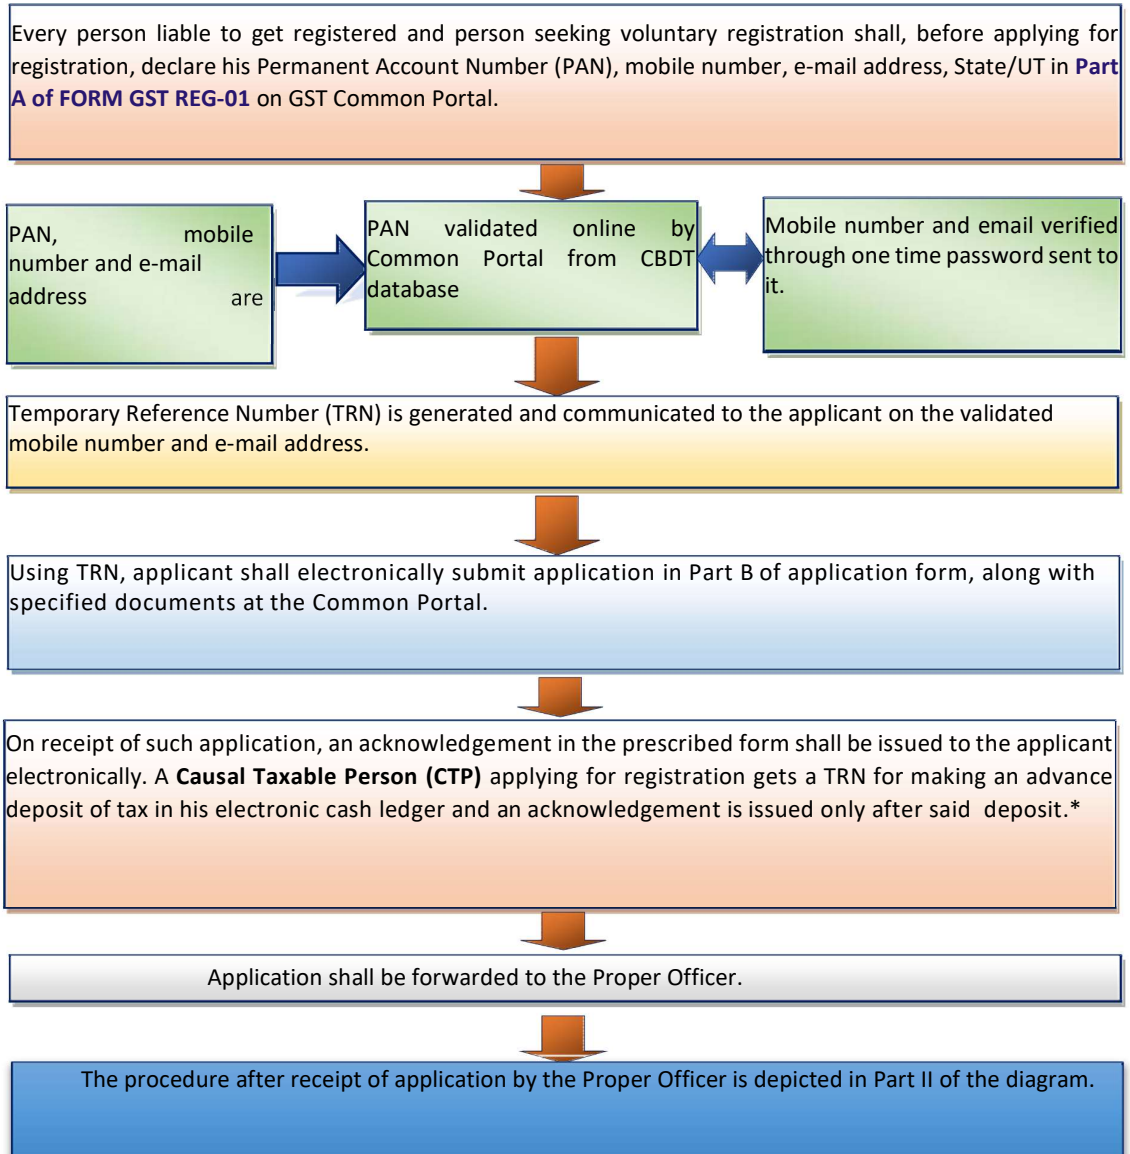 Every person liable to get registered and person seeking voluntary registration shall, before applying for
registration, declare his Permanent Account Number (PAN), mobile number, e-mail address, State/UT in Part
A of FORM GST REG-01 on GST Common Portal.
PAN, mobile
number and e-mail
address are
PAN validated online by
Common Portal from CBDT
database
Mobile number and email verified
through one time password sent to
it.
Temporary Reference Number (TRN) is generated and communicated to the applicant on the validated
mobile number and e-mail address.
Using TRN, applicant shall electronically submit application in Part B of application form, along with
specified documents at the Common Portal.
On receipt of such application, an acknowledgement in the prescribed form shall be issued to the applicant
electronically. A Causal Taxable Person (CTP) applying for registration gets a TRN for making an advance
deposit of tax in his electronic cash ledger and an acknowledgement is issued only after said deposit.*
Application shall be forwarded to the Proper Officer.
The procedure after receipt of application by the Proper Officer is depicted in Part II of the diagram.